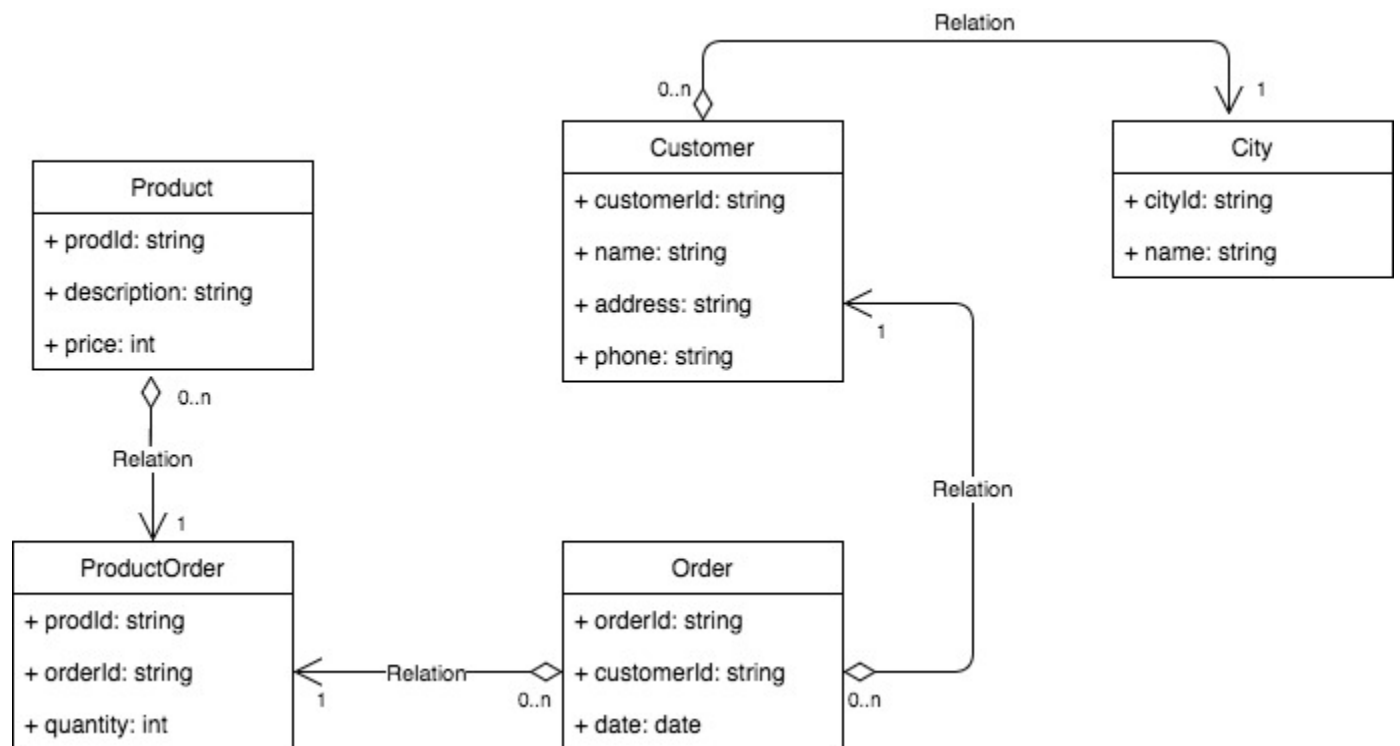 Relation
0..n
1
Customer
+ customerId: string
+ name: string
+ address: string
+ phone: string
City
+ cityId: string
+ name: string
Product
+ prodId: string
+ description: string
+ price: int
1
0..n
Relation
Relation
1
ProductOrder
+ prodId: string
+ orderId: string
+ quantity: int
Relation
1
0..n
Order
+ orderId: string
+ customerId: string
+ date: date
0..n